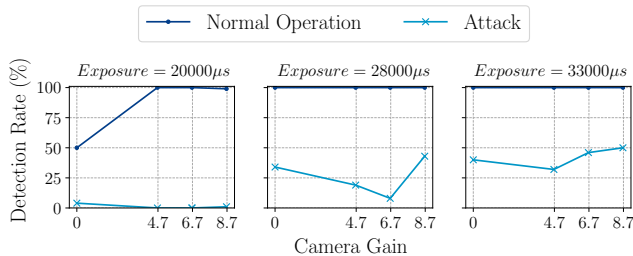 Normal Operation Attack
Exposure = 20000μs Exposure = 28000μs Exposure = 33000μs
Detection Rate (%)
100
75
50
25
0
0 4.7 6.7 8.7 0 4.7 6.7 8.7 0 4.7 6.7 8.7
Camera Gain